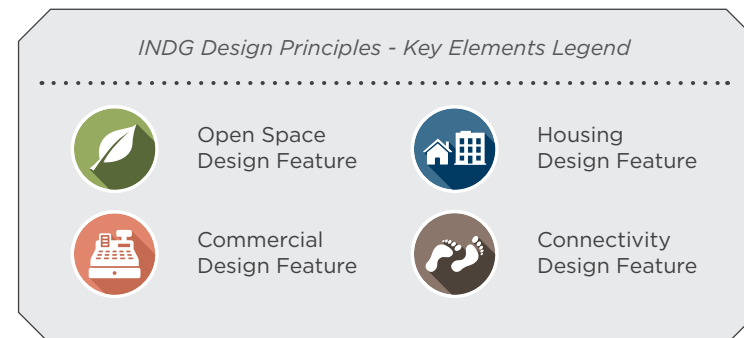 INDG Design Principles - Key Elements Legend
Open Space
Design Feature
Housing
Design Feature
Commercial
Design Feature
Connectivity
Design Feature